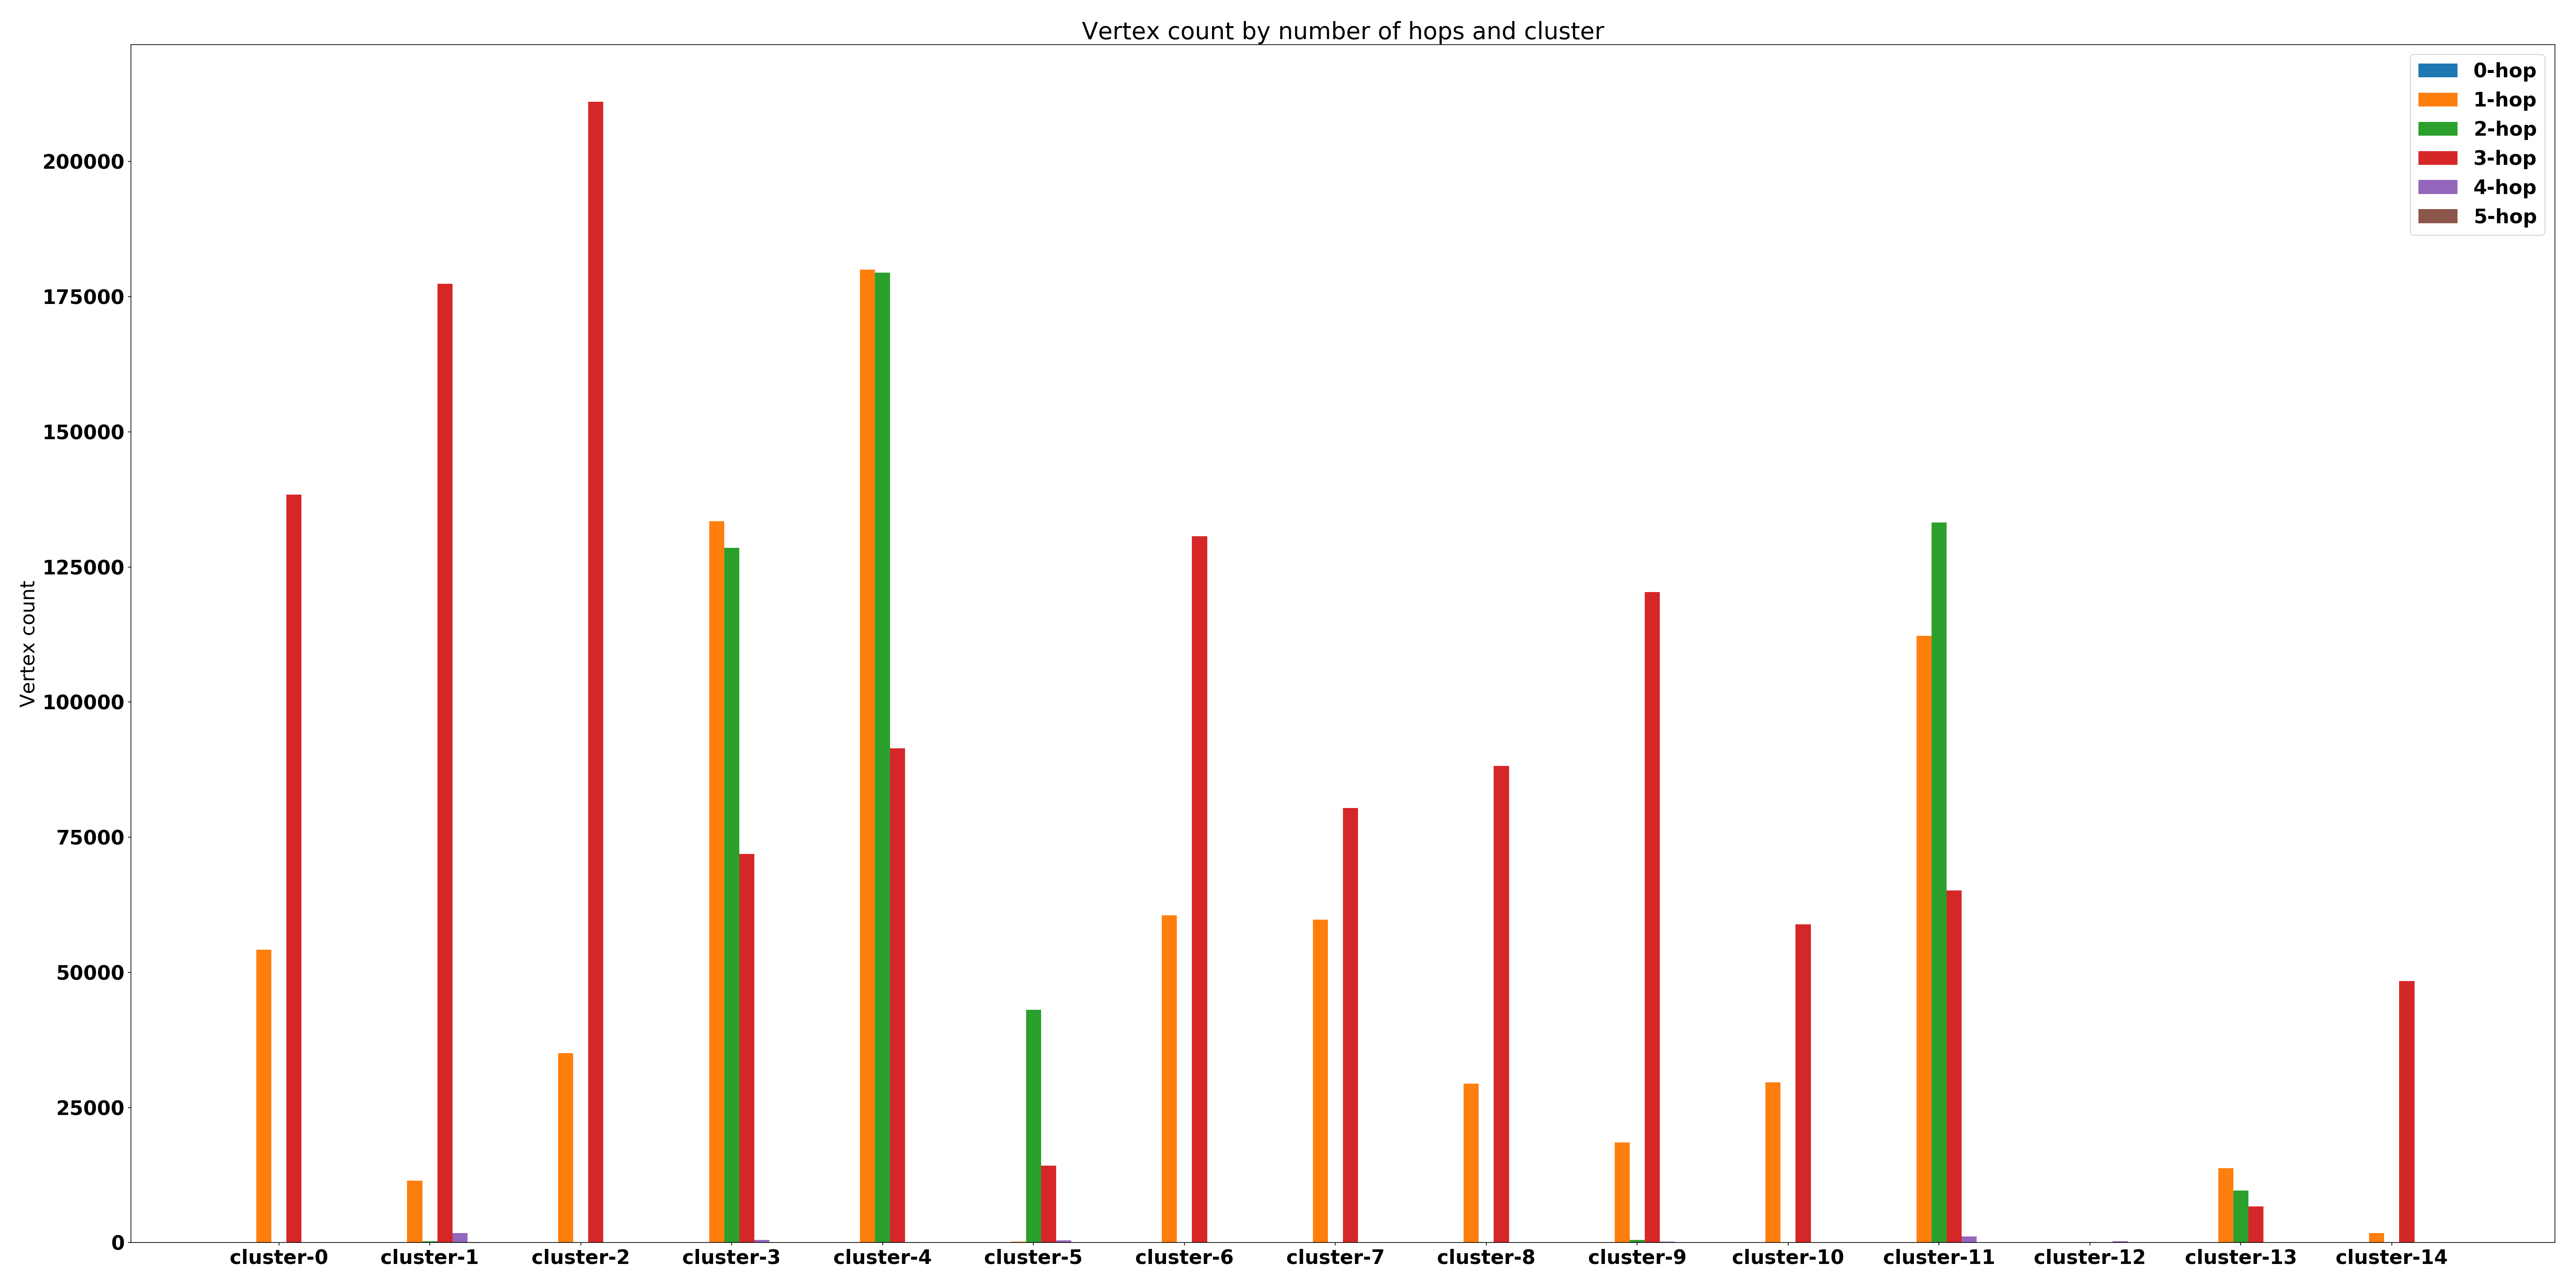 Vertex count by number of hops and cluster
0-hop
1-hop
2-hop
3-hop
4-hop
5-hop
Vertex count
200000
175000
150000
125000
100000
75000
50000
25000
0
cluster-0 cluster-1 cluster-2 cluster-3 cluster-4 cluster-5 cluster-6 cluster-7 cluster-8 cluster-9 cluster-10 cluster-11 cluster-12 cluster-13 cluster-14